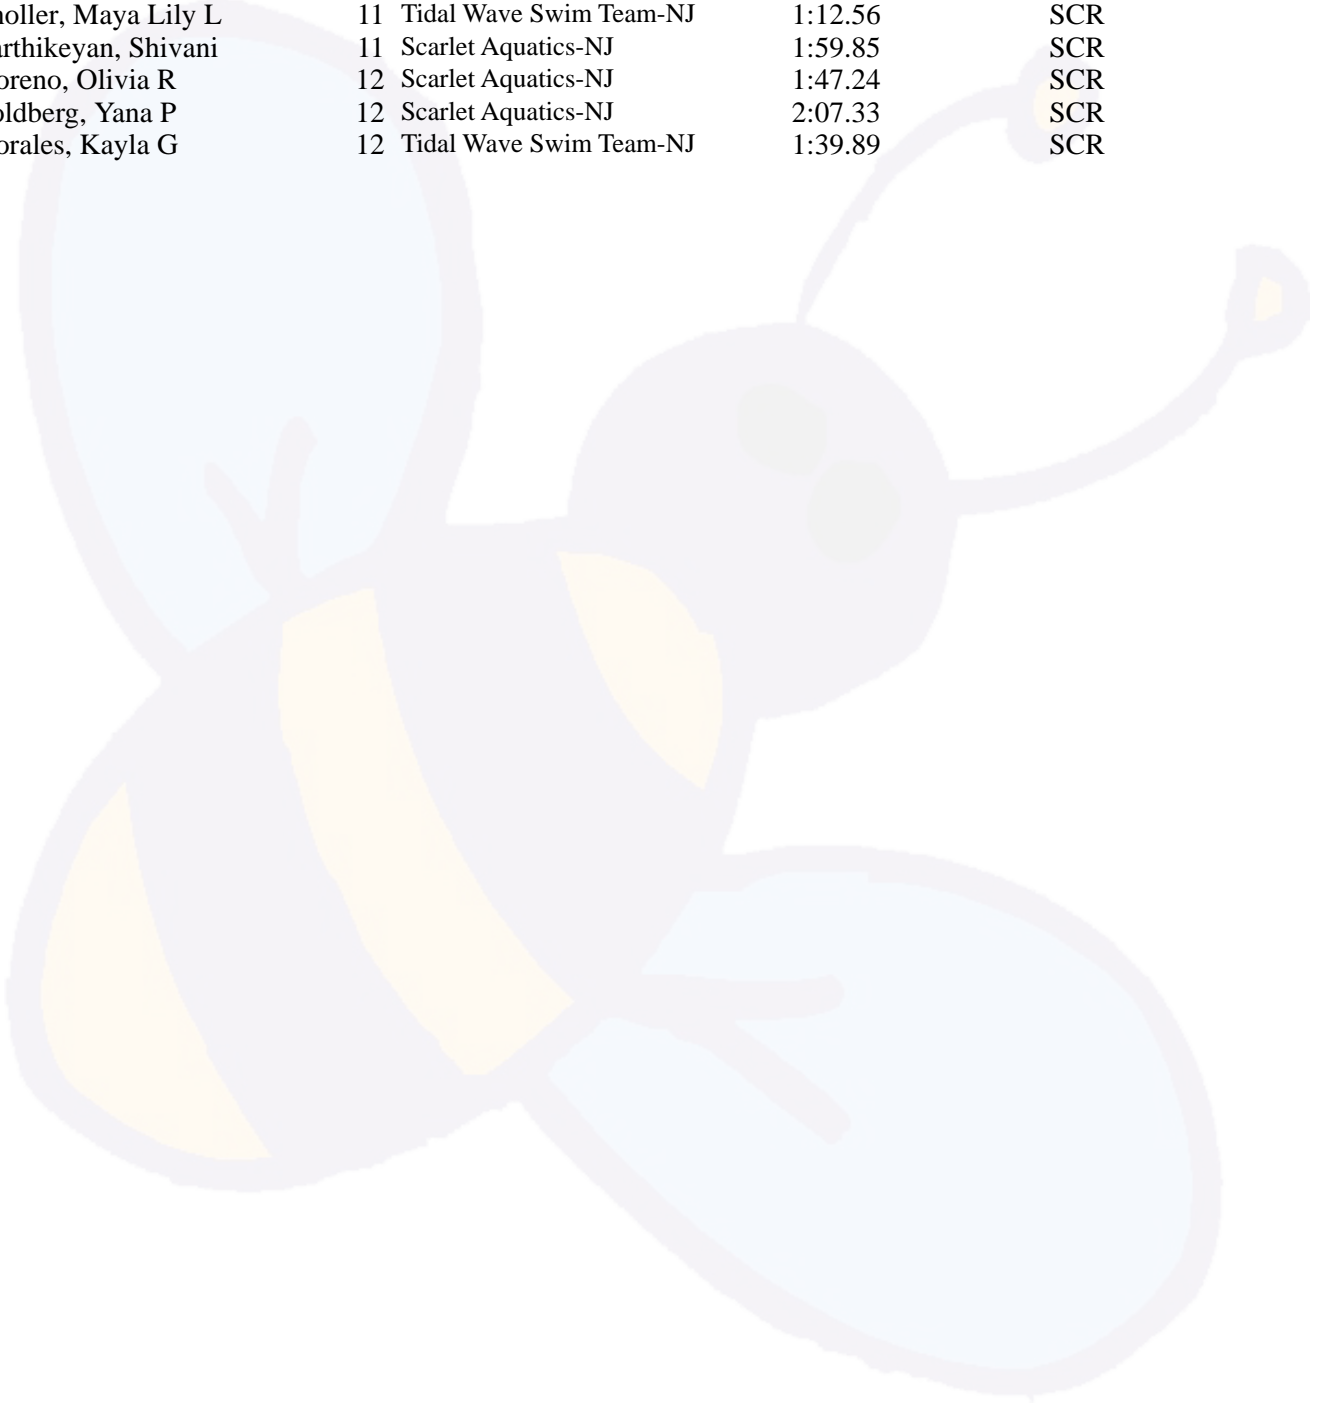 holler, Maya Lily L 11 Tidal Wave Swim Team-NJ 1:12.56 SCR
arthikeyan, Shivani 11 Scarlet Aquatics-NJ 1:59.85 SCR
oreno, Olivia R 12 Scarlet Aquatics-NJ 1:47.24 SCR
oldberg, Yana P 12 Scarlet Aquatics-NJ 2:07.33 SCR
orales, Kayla G 12 Tidal Wave Swim Team-NJ 1:39.89 SCR